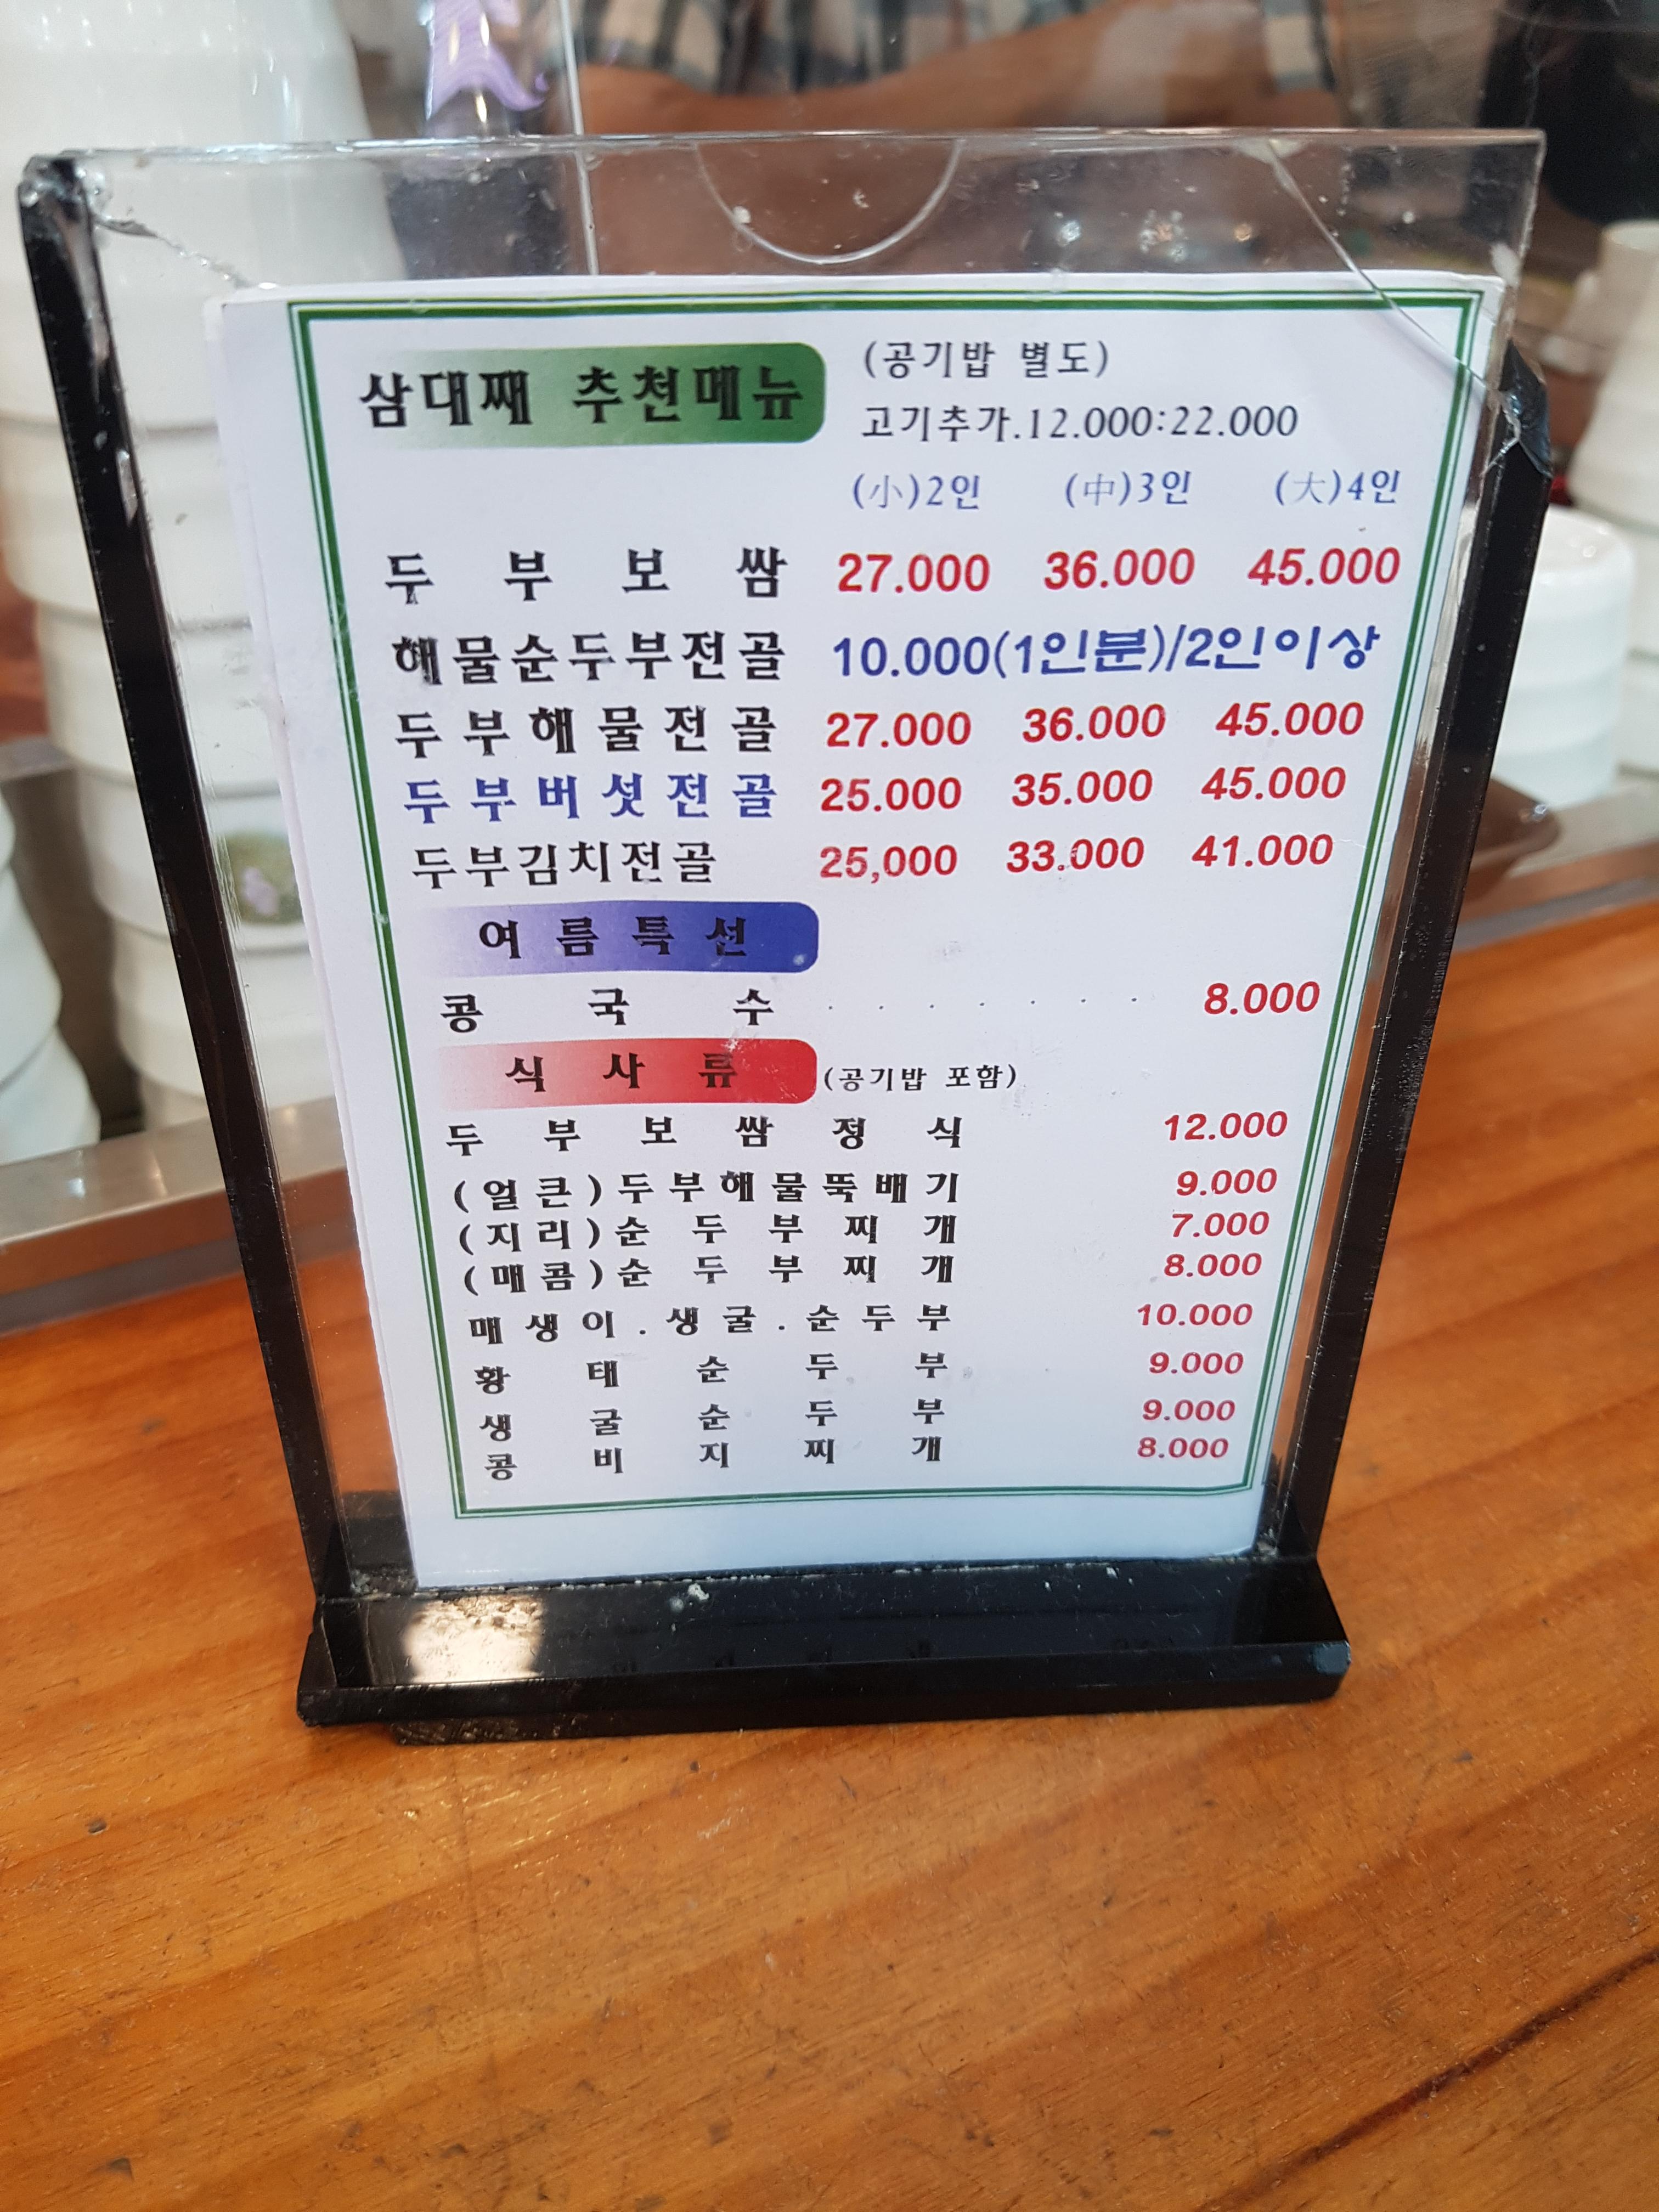 삼대째 추천메뉴 (공기밥 별도)
고기추가.12.000:22.000
(小)2인 (中)3인 (大)4인
두부보쌈 27.000 36.000 45.000
해물순두부전골 10.000(1인분)/2인이상
두부해물전골 27.000 36.000 45.000
두부버섯전골 25.000 35.000 45.000
두부김치전골 25,000 33.000 41.000
여름특선
콩국수 . . . . . . . 8.000
식사류 (공기밥 포함)
두부보쌈정식 12.000
(얼큰)두부해물뚝배기 9.000
(지리)순두부찌개 7.000
(매콤)순두부찌개 8.000
매생이.생굴.순두부 10.000
황태순두부 9.000
생굴순두부 9.000
콩비지찌개 8.000